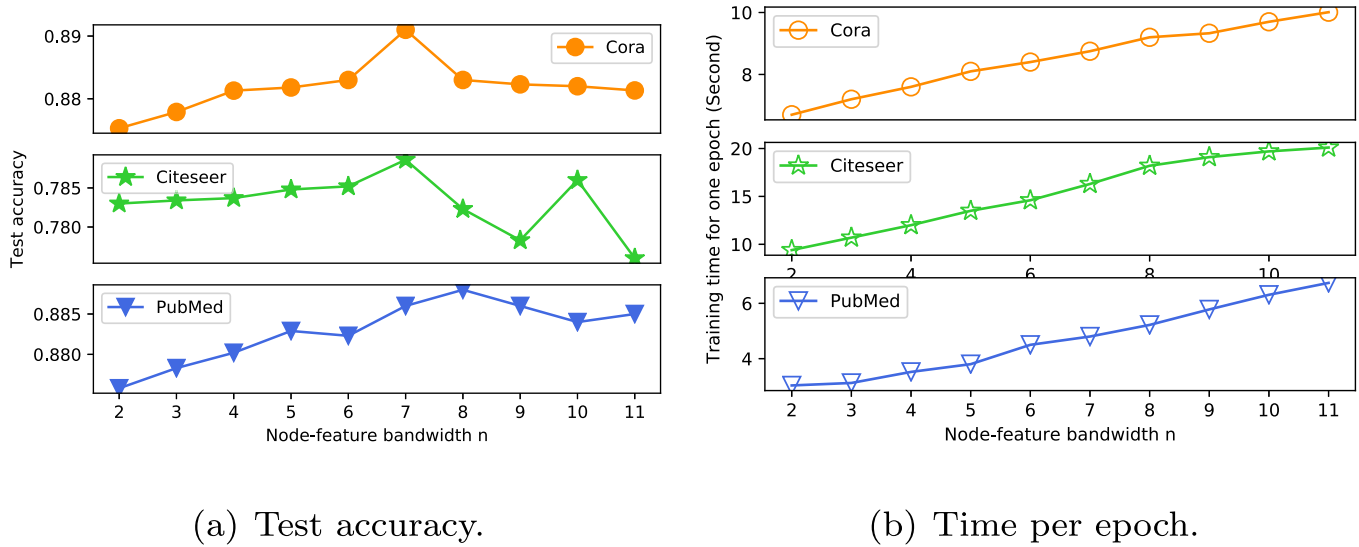 0.89
0.88
Cora
0.785
0.780
Citeseer
0.885
0.880
PubMed
2 3 4 5 6 7 8 9 10 11
Node-feature bandwidth n
Test accuracy
(a) Test accuracy.
10
8
Cora
20
15
10
Citeseer
2 4 6 8 10
6
4
PubMed
2 3 4 5 6 7 8 9 10 11
Node-feature bandwidth n
Training time for one epoch (Second)
(b) Time per epoch.